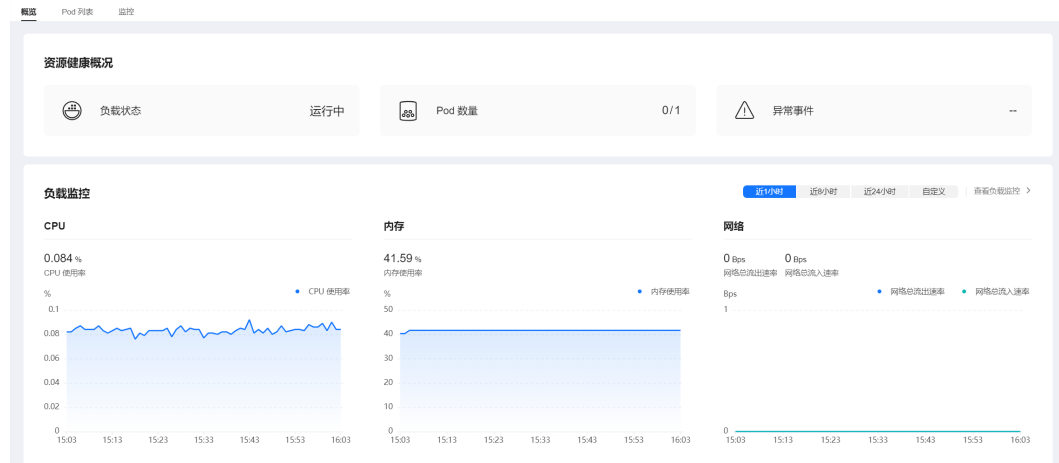 概览 Pod 列表 监控
资源健康概况
负载状态 运行中 Pod 数量 0/1 异常事件 --
负载监控 近1小时 近8小时 近24小时 自定义 查看负载监控 >
CPU 内存 网络
0.084 % 41.59 % 0 Bps 0 Bps
CPU 使用率 内存使用率 网络总流出速率 网络总流入速率
% CPU 使用率 % 内存使用率 Bps 网络总流出速率 网络总流入速率
0.1 50 1
0.08 40
0.06 30
0.04 20
0.02 10
0 0 0
15:03 15:13 15:23 15:33 15:43 15:53 16:03 15:03 15:13 15:23 15:33 15:43 15:53 16:03 15:03 15:13 15:23 15:33 15:43 15:53 16:03